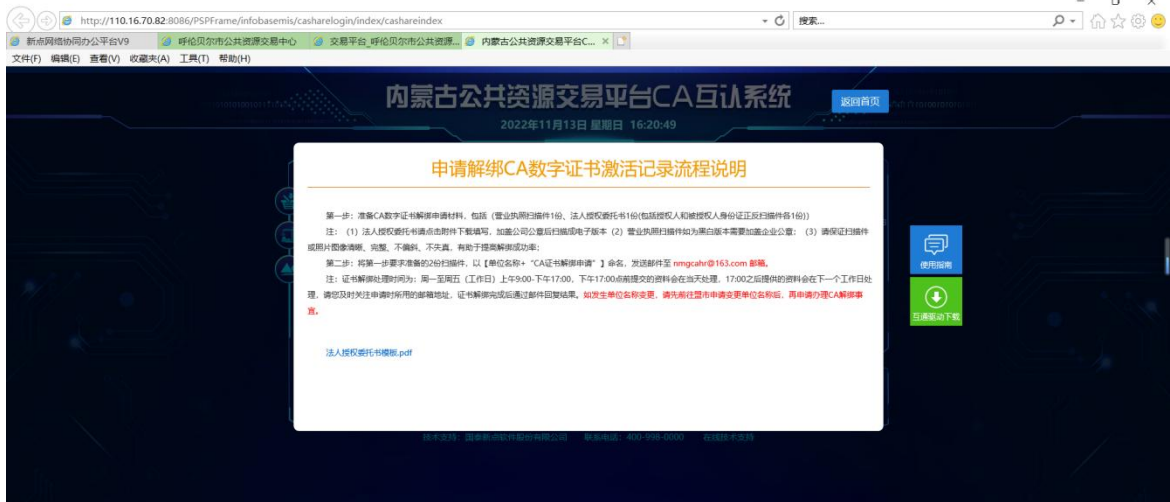 http://110.16.70.82:8086/PSPFrame/infobasemis/casharelogin/index/cashareindex
搜索...
新点网络协同办公平台V9
呼伦贝尔市公共资源交易中心
交易平台_呼伦贝尔市公共资源...
内蒙古公共资源交易平台C...
文件(F) 编辑(E) 查看(V) 收藏夹(A) 工具(T) 帮助(H)
内蒙古公共资源交易平台CA互认系统
返回首页
2022年11月13日 星期日 16:20:49
申请解绑CA数字证书激活记录流程说明
第一步：准备CA数字证书解绑申请材料，包括（营业执照扫描件1份、法人授权委托书1份(包括授权人和被授权人身份证正反扫描件各1份)）
注：（1）法人授权委托书请点击附件下载填写，加盖公司公章后扫描成电子版本（2）营业执照扫描件如为黑白版本需要加盖企业公章；（3）请保证扫描件
或照片图像清晰、完整、不偏斜、不失真，有助于提高解绑成功率；
第二步：将第一步要求准备的2份扫描件，以【单位名称+“CA证书解绑申请”】命名，发送邮件至 nmgcahr@163.com 邮箱。
注：证书解绑处理时间为：周一至周五（工作日）上午9:00-下午17:00，下午17:00点前提交的资料会在当天处理，17:00之后提供的资料会在下一个工作日处
理，请您及时关注申请时所用的邮箱地址，证书解绑完成后通过邮件回复结果。如发生单位名称变更，请先前往盟市申请变更单位名称后，再申请办理CA解绑事
宜。
法人授权委托书模板.pdf
使用指南
互通驱动下载
技术支持：国泰新点软件股份有限公司 联系电话：400-998-0000 在线技术支持